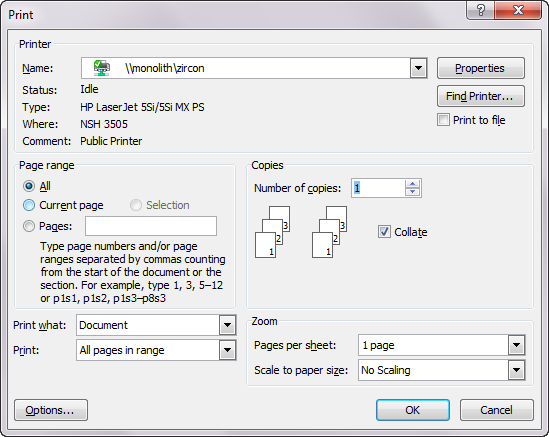 Print
Printer
Name: \\monolith\zircon
Properties
Status: Idle
Find Printer...
Type: HP LaserJet 5Si/5Si MX PS
Where: NSH 3505
Print to file
Comment: Public Printer
Page range
All
Current page
Selection
Pages:
Type page numbers and/or page
ranges separated by commas counting
from the start of the document or the
section. For example, type 1, 3, 5–12
or p1s1, p1s2, p1s3–p8s3
Copies
Number of copies: 1
3
2
1
3
2
1
Collate
Print what: Document
Print: All pages in range
Zoom
Pages per sheet: 1 page
Scale to paper size: No Scaling
Options...
OK
Cancel